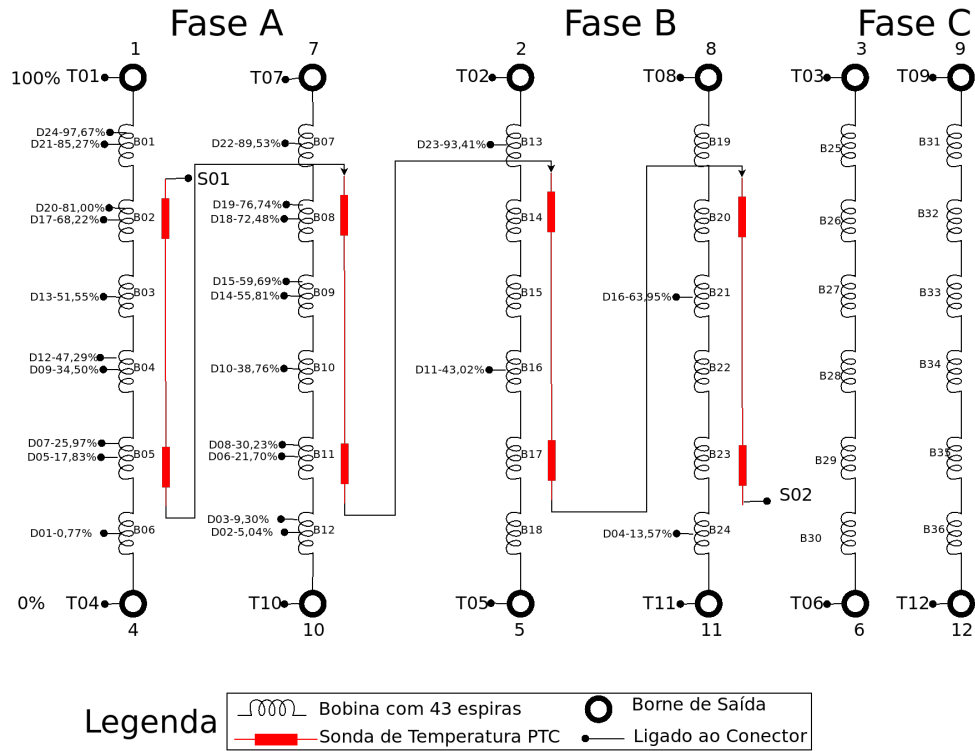 Fase A
Fase B
Fase C
1
7
2
8
3
9
100%
T01
T07
T02
T08
T03
T09
D24-97,67%
D21-85,27%
B01
D22-89,53%
B07
D23-93,41%
B13
B19
B25
B31
S01
D20-81,00%
D17-68,22%
B02
D19-76,74%
D18-72,48%
B08
B14
B20
B26
B32
D13-51,55%
B03
D15-59,69%
D14-55,81%
B09
B15
D16-63,95%
B21
B27
B33
D12-47,29%
D09-34,50%
B04
D10-38,76%
B10
D11-43,02%
B16
B22
B28
B34
D07-25,97%
D05-17,83%
B05
D08-30,23%
D06-21,70%
B11
B17
B23
B29
B35
S02
D01-0,77%
B06
D03-9,30%
D02-5,04%
B12
B18
D04-13,57%
B24
B30
B36
0%
T04
T10
T05
T11
T06
T12
4
10
5
11
6
12
Legenda
Bobina com 43 espiras
Borne de Saída
Sonda de Temperatura PTC
Ligado ao Conector